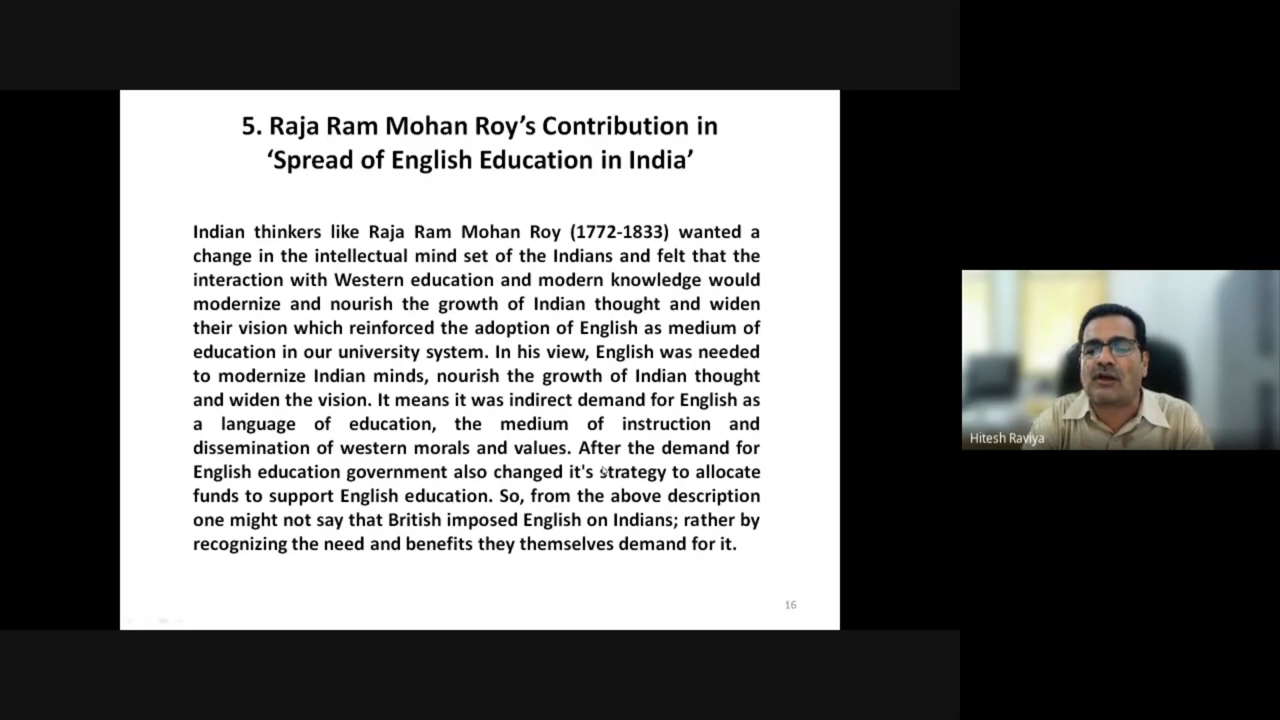 5. Raja Ram Mohan Roy’s Contribution in
‘Spread of English Education in India’
Indian thinkers like Raja Ram Mohan Roy (1772-1833) wanted a
change in the intellectual mind set of the Indians and felt that the
interaction with Western education and modern knowledge would
modernize and nourish the growth of Indian thought and widen
their vision which reinforced the adoption of English as medium of
education in our university system. In his view, English was needed
to modernize Indian minds, nourish the growth of Indian thought
and widen the vision. It means it was indirect demand for English as
a language of education, the medium of instruction and
dissemination of western morals and values. After the demand for
English education government also changed it's strategy to allocate
funds to support English education. So, from the above description
one might not say that British imposed English on Indians; rather by
recognizing the need and benefits they themselves demand for it.
16
Hitesh Raviya